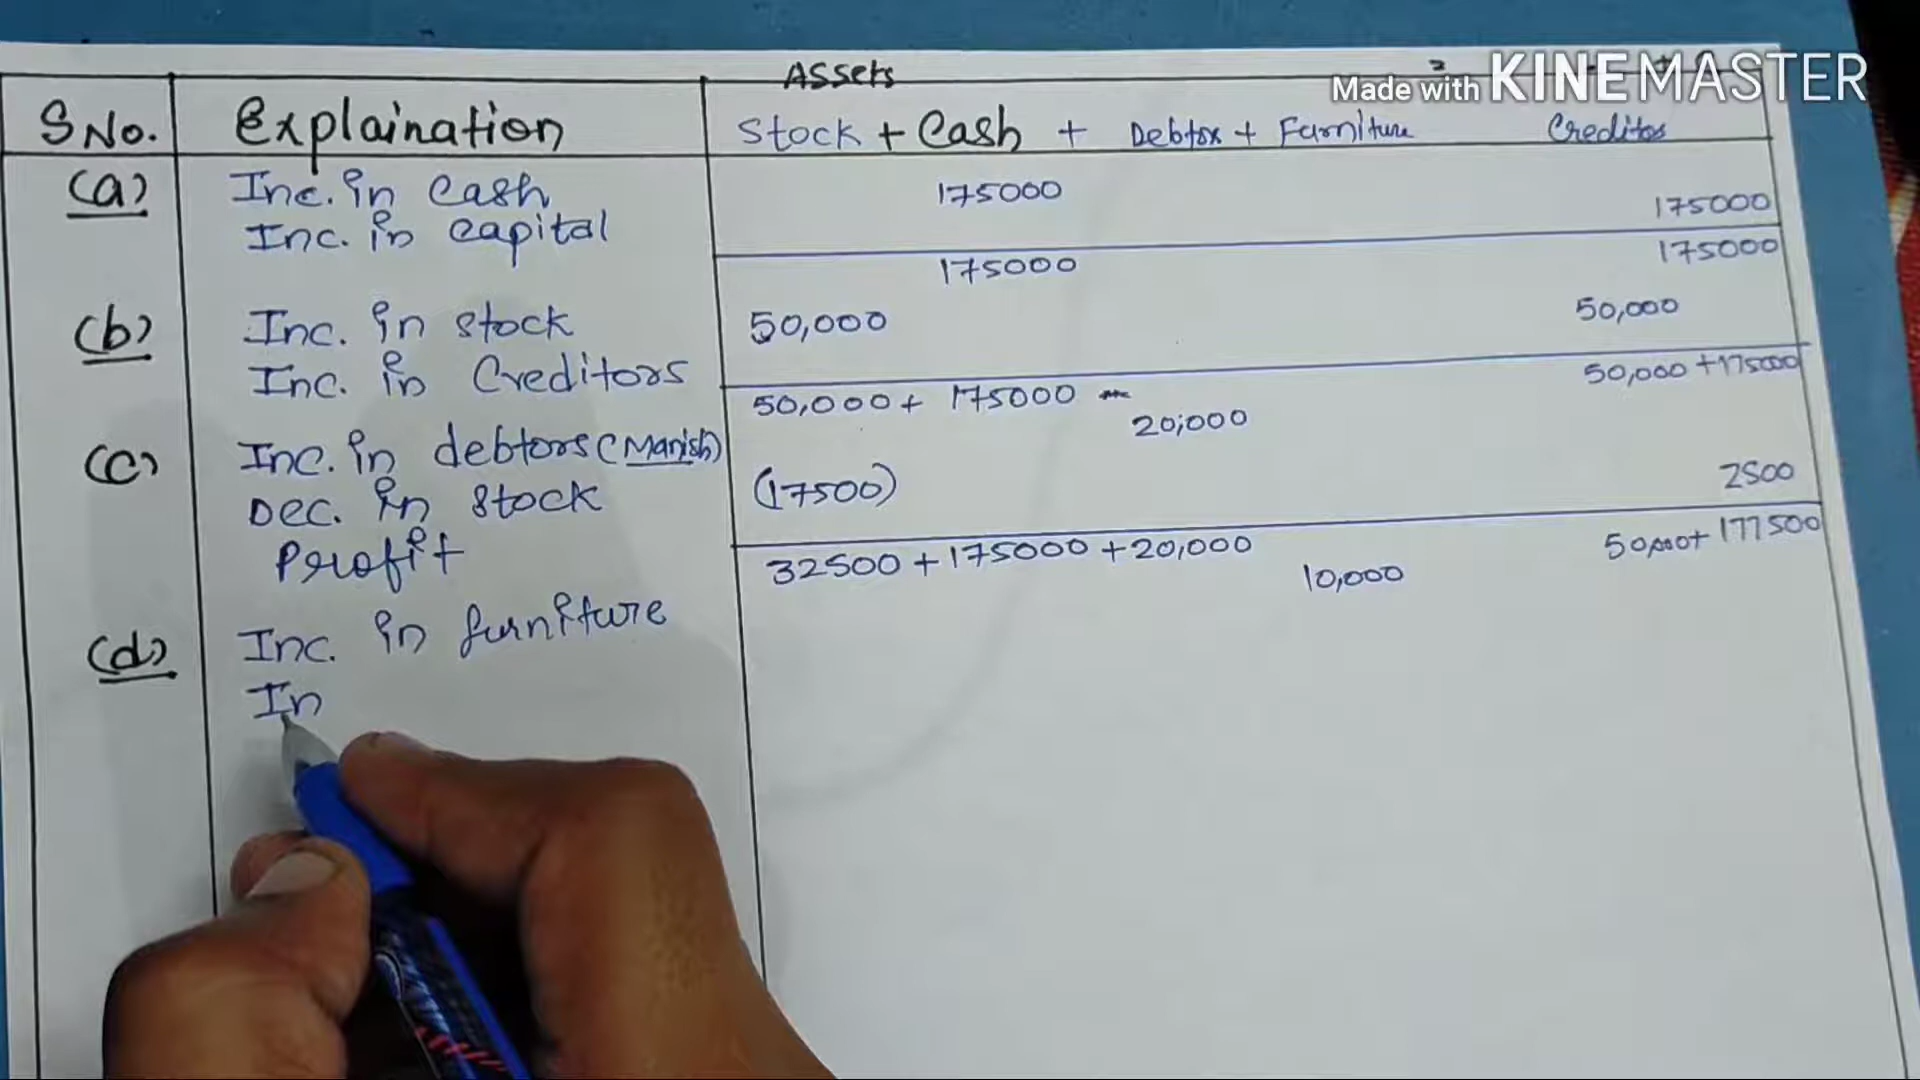 Assets
Made with KINEMASTER
S No. Explaination Stock + Cash + Debtox + Furniture Creditos
(a) Inc. in cash 175000
Inc. in capital 175000
175000 175000
(b) Inc. in stock 50,000 50,000
Inc. in Creditors
50,000 + 175000 50,000 + 175000
(c) Inc. in debtors (Manish) 20,000
Dec. in stock (17500) 2500
Profit 32500 + 175000 + 20,000 50,000+ 177500
(d) Inc. in furniture 10,000
In